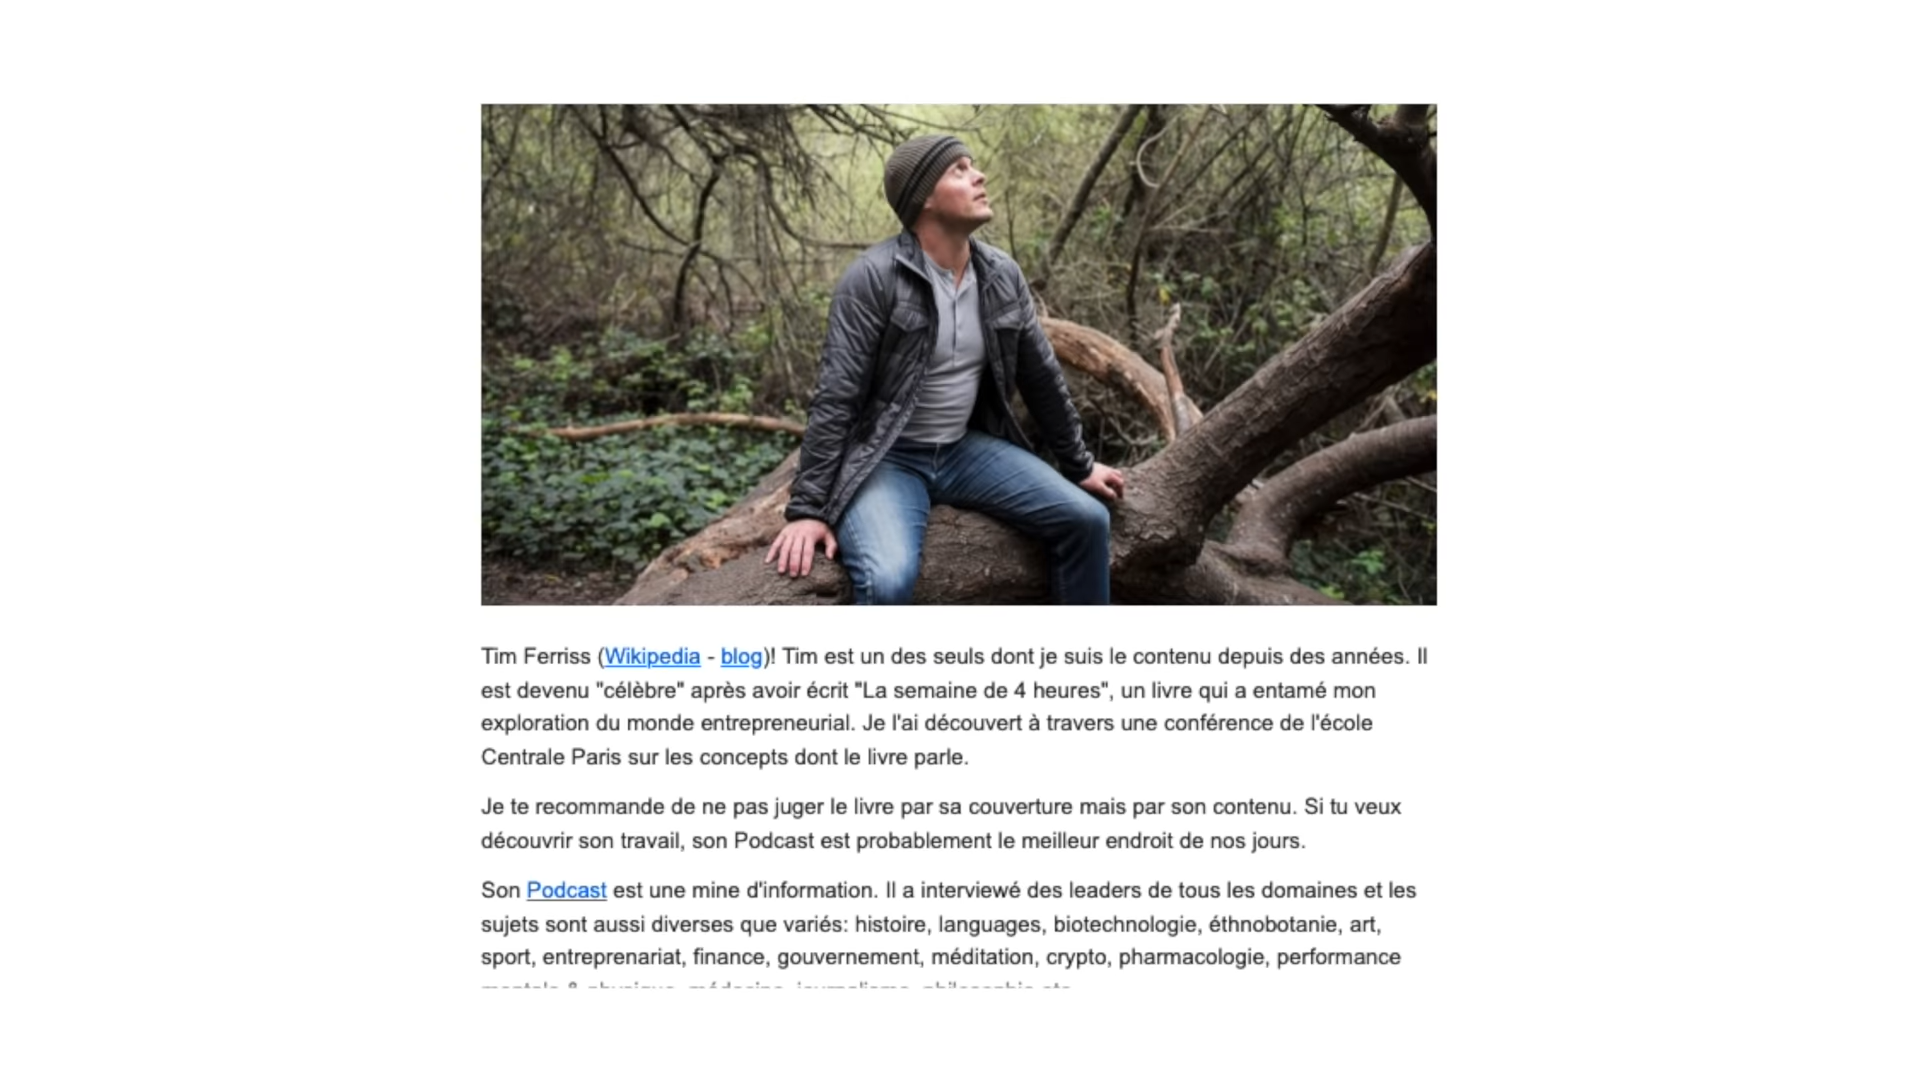 Tim Ferriss (Wikipedia - blog)! Tim est un des seuls dont je suis le contenu depuis des années. Il
est devenu "célèbre" après avoir écrit "La semaine de 4 heures", un livre qui a entamé mon
exploration du monde entrepreneurial. Je l'ai découvert à travers une conférence de l'école
Centrale Paris sur les concepts dont le livre parle.
Je te recommande de ne pas juger le livre par sa couverture mais par son contenu. Si tu veux
découvrir son travail, son Podcast est probablement le meilleur endroit de nos jours.
Son Podcast est une mine d'information. Il a interviewé des leaders de tous les domaines et les
sujets sont aussi diverses que variés: histoire, languages, biotechnologie, éthnobotanie, art,
sport, entreprenariat, finance, gouvernement, méditation, crypto, pharmacologie, performance
mentale & physique, médecine, journalisme, philosophie etc